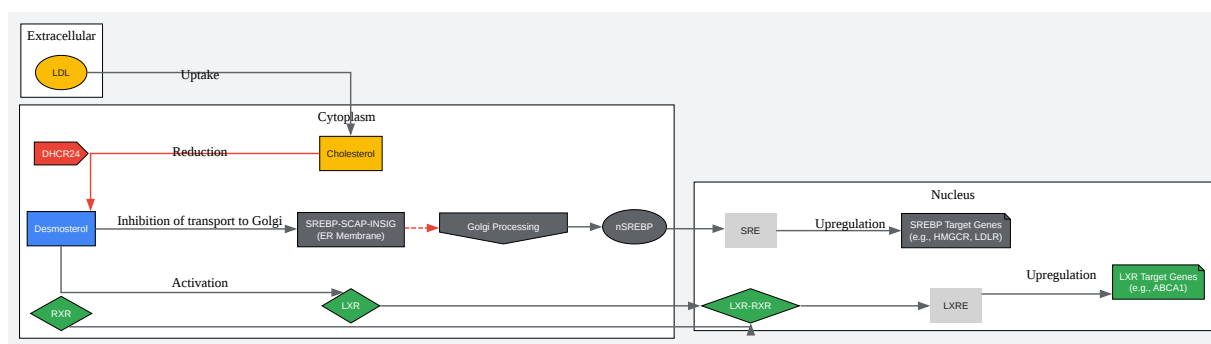 Extracellular
LDL
Uptake
Cytoplasm
DHCR24
Reduction
Cholesterol
Nucleus
Desmosterol
Inhibition of transport to Golgi
SREBP-SCAP-INSIG
(ER Membrane)
Golgi Processing
nSREBP
SRE
Upregulation
SREBP Target Genes
(e.g., HMGCR, LDLR)
Activation
RXR
LXR
LXR-RXR
LXRE
Upregulation
LXR Target Genes
(e.g., ABCA1)